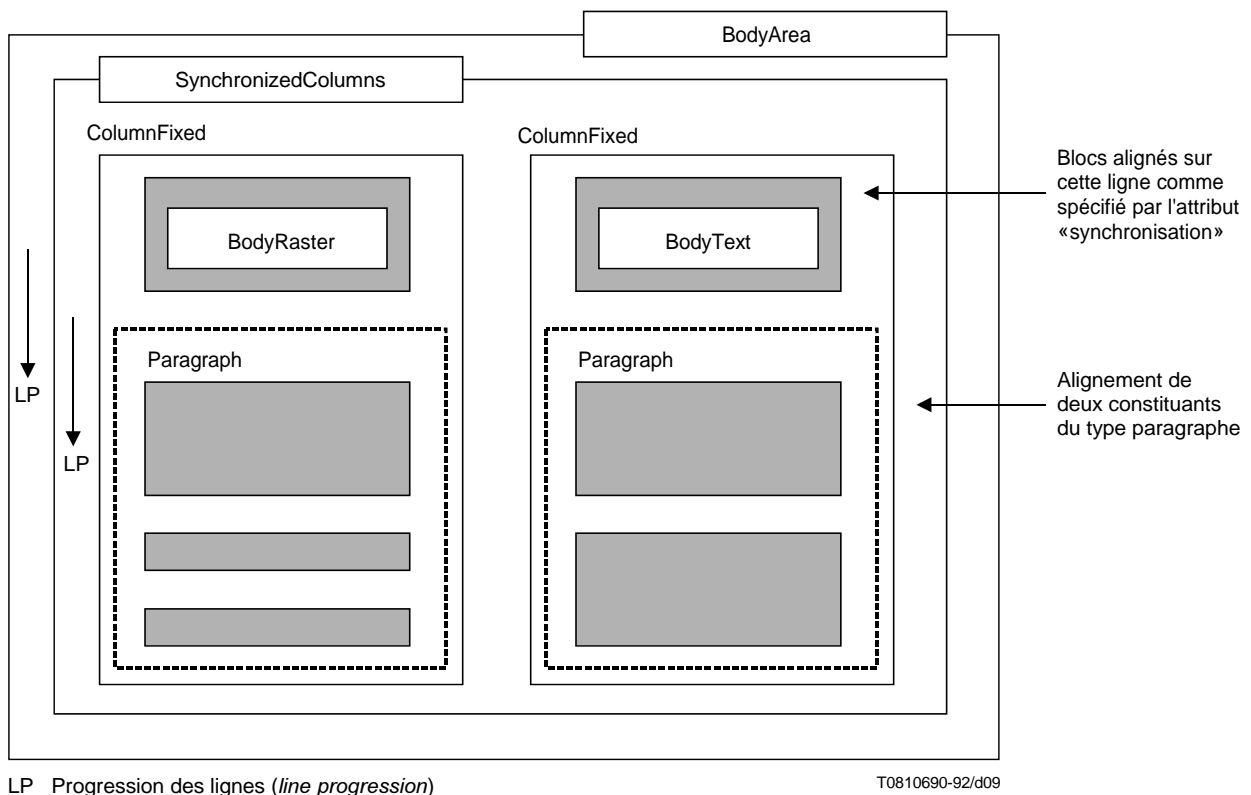 BodyArea
SynchronizedColumns
ColumnFixed
ColumnFixed
BodyRaster
BodyText
Blocs alignés sur
cette ligne comme
spécifié par l'attribut
«synchronisation»
Paragraph
Paragraph
LP
LP
Alignement de
deux constituants
du type paragraphe
LP Progression des lignes (line progression)
T0810690-92/d09